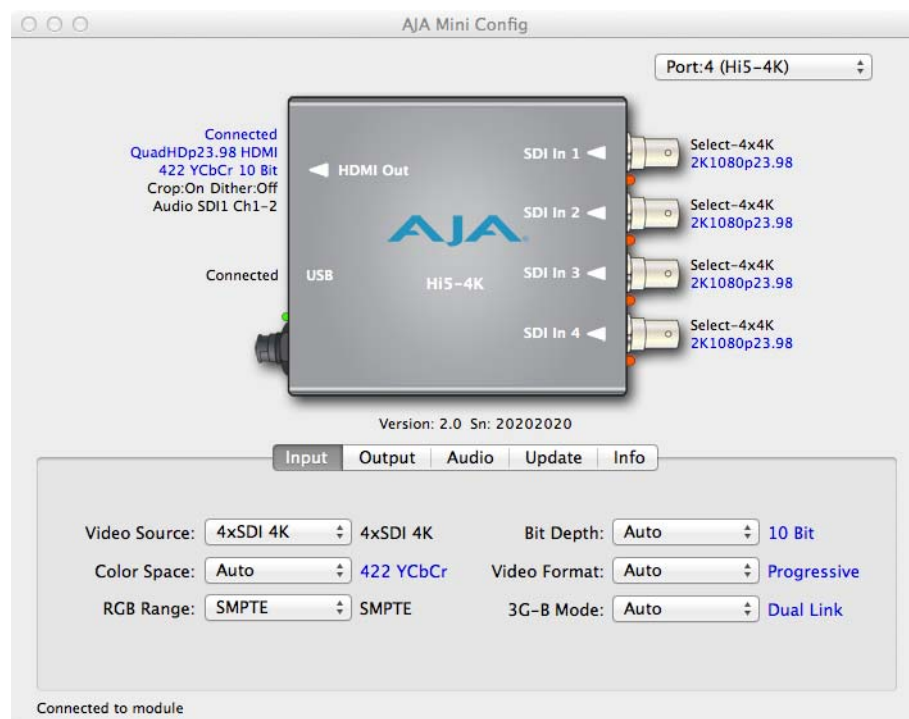 AJA Mini Config
Port:4 (Hi5-4K)
Connected
QuadHDp23.98 HDMI
422 YCbCr 10 Bit
Crop:On Dither:Off
Audio SDI1 Ch1-2
HDMI Out
SDI In 1
Select-4x4K
2K1080p23.98
SDI In 2
Select-4x4K
2K1080p23.98
AJA
Connected
USB
Hi5-4K
SDI In 3
Select-4x4K
2K1080p23.98
SDI In 4
Select-4x4K
2K1080p23.98
Version: 2.0 Sn: 20202020
Input Output Audio Update Info
Video Source: 4xSDI 4K 4xSDI 4K
Bit Depth: Auto 10 Bit
Color Space: Auto 422 YCbCr
Video Format: Auto Progressive
RGB Range: SMPTE SMPTE
3G-B Mode: Auto Dual Link
Connected to module